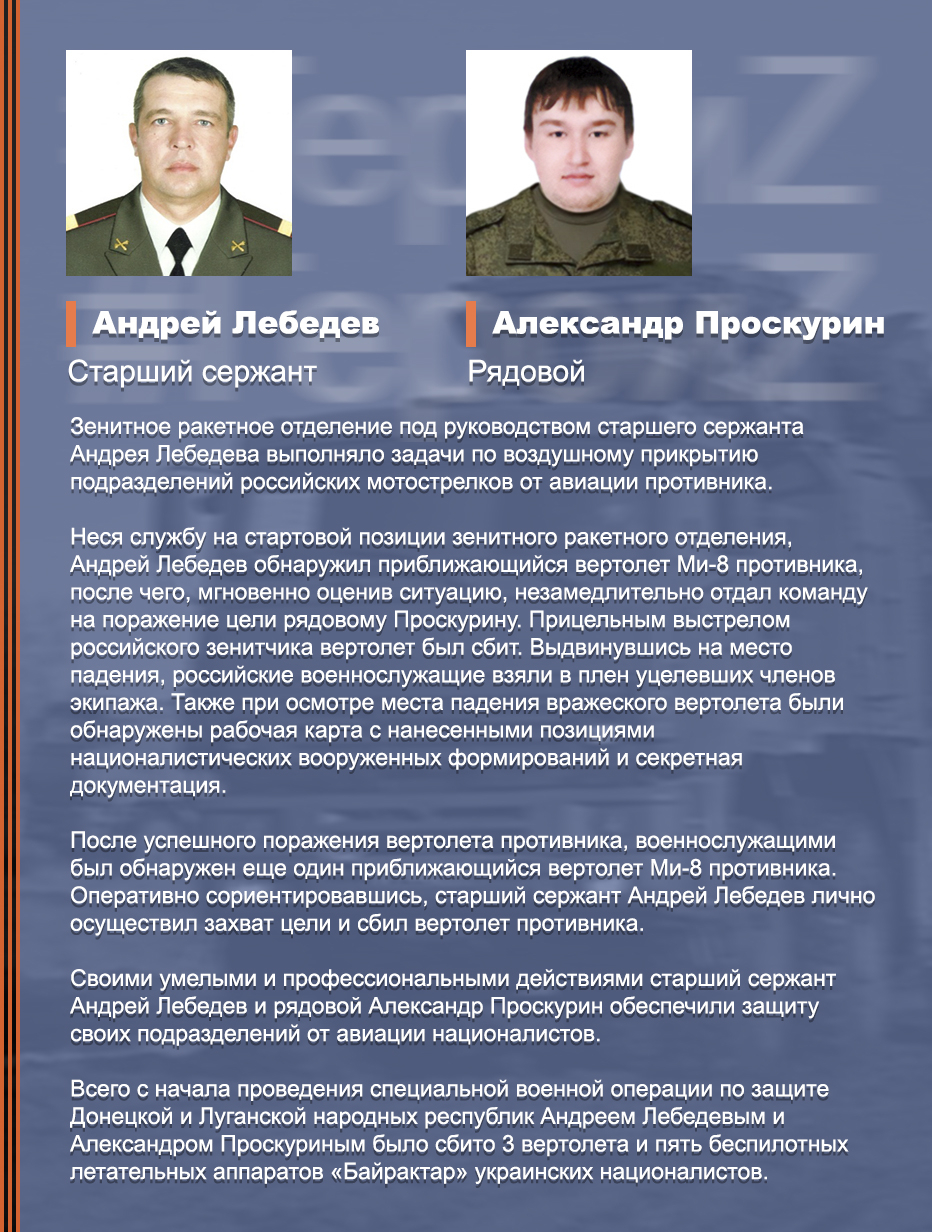 #ГероиZ
#ГероиZ
Андрей Лебедев
Александр Проскурин
Старший сержант
Рядовой
Зенитное ракетное отделение под руководством старшего сержанта
Андрея Лебедева выполняло задачи по воздушному прикрытию
подразделений российских мотострелков от авиации противника.
Неся службу на стартовой позиции зенитного ракетного отделения,
Андрей Лебедев обнаружил приближающийся вертолет Ми-8 противника,
после чего, мгновенно оценив ситуацию, незамедлительно отдал команду
на поражение цели рядовому Проскурину. Прицельным выстрелом
российского зенитчика вертолет был сбит. Выдвинувшись на место
падения, российские военнослужащие взяли в плен уцелевших членов
экипажа. Также при осмотре места падения вражеского вертолета были
обнаружены рабочая карта с нанесенными позициями
националистических вооруженных формирований и секретная
документация.
После успешного поражения вертолета противника, военнослужащими
был обнаружен еще один приближающийся вертолет Ми-8 противника.
Оперативно сориентировавшись, старший сержант Андрей Лебедев лично
осуществил захват цели и сбил вертолет противника.
Своими умелыми и профессиональными действиями старший сержант
Андрей Лебедев и рядовой Александр Проскурин обеспечили защиту
своих подразделений от авиации националистов.
Всего с начала проведения специальной военной операции по защите
Донецкой и Луганской народных республик Андреем Лебедевым и
Александром Проскуриным было сбито 3 вертолета и пять беспилотных
летательных аппаратов «Байрактар» украинских националистов.